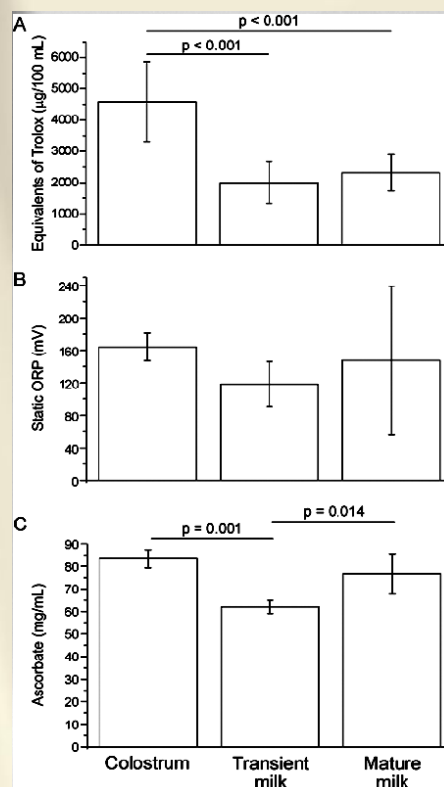 A
p < 0.001
p < 0.001
Equivalents of Trolox (µg/100 mL)
6000
5000
4000
3000
2000
1000
0
B
Static ORP (mV)
240
200
160
120
80
40
0
C
p = 0.001
p = 0.014
Ascorbate (mg/mL)
90
80
70
60
50
40
30
20
10
0
Colostrum
Transient
milk
Mature
milk